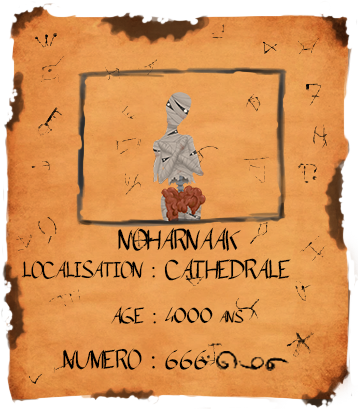 NOHARNAAK
LOCALISATION : CATHEDRALE
AGE : 4000 ANS
NUMERO : 666